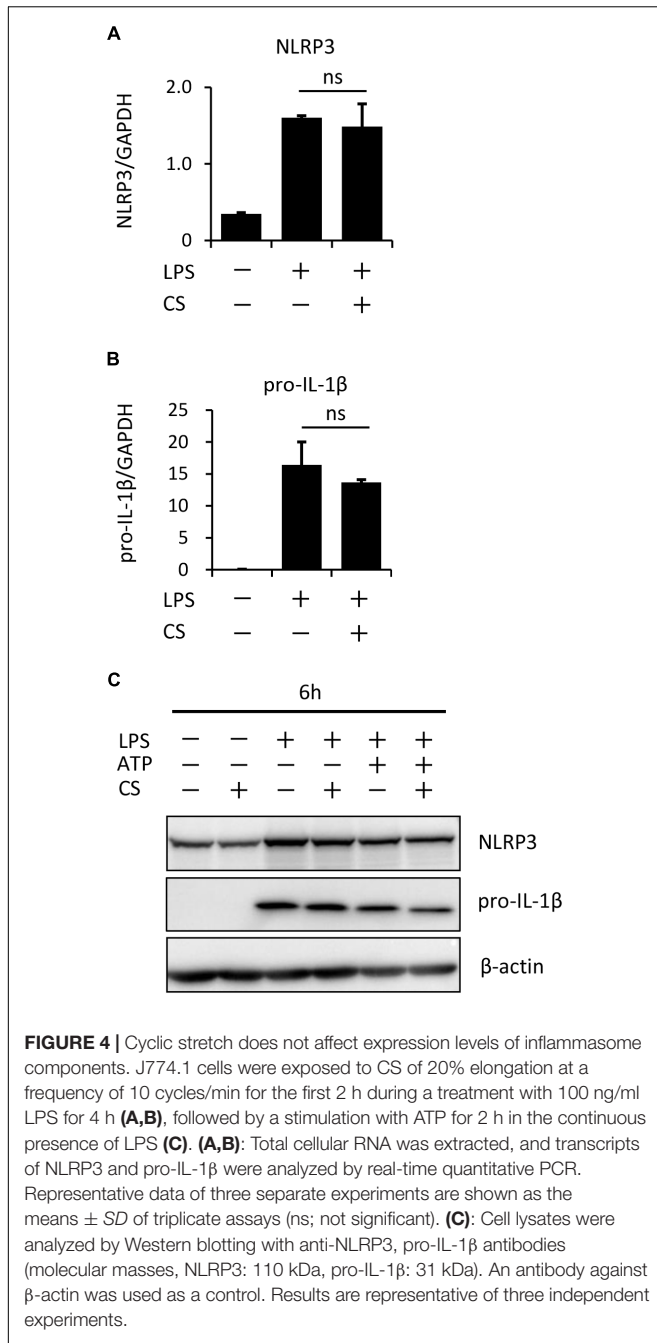 A
NLRP3
ns
2.0
1.0
0
NLRP3/GAPDH
LPS − + +
CS − − +
B
pro-IL-1β
ns
25
20
15
10
5
0
pro-IL-1β/GAPDH
LPS − + +
CS − − +
C
6h
LPS − − + + + +
ATP − − − − + +
CS − + − + − +
NLRP3
pro-IL-1β
β-actin
FIGURE 4 | Cyclic stretch does not affect expression levels of inflammasome
components. J774.1 cells were exposed to CS of 20% elongation at a
frequency of 10 cycles/min for the first 2 h during a treatment with 100 ng/ml
LPS for 4 h (A,B), followed by a stimulation with ATP for 2 h in the continuous
presence of LPS (C). (A,B): Total cellular RNA was extracted, and transcripts
of NLRP3 and pro-IL-1β were analyzed by real-time quantitative PCR.
Representative data of three separate experiments are shown as the
means ± SD of triplicate assays (ns; not significant). (C): Cell lysates were
analyzed by Western blotting with anti-NLRP3, pro-IL-1β antibodies
(molecular masses, NLRP3: 110 kDa, pro-IL-1β: 31 kDa). An antibody against
β-actin was used as a control. Results are representative of three independent
experiments.